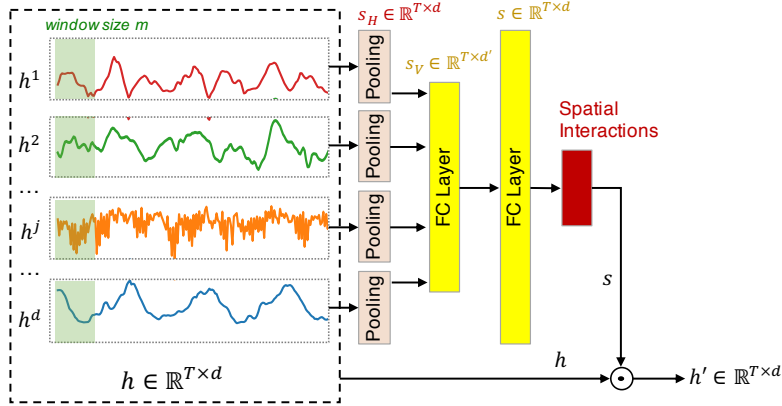 window size m
h^1
h^2
...
h^j
...
h^d
h ∈ ℝ^{T×d}
s_H ∈ ℝ^{T×d}
Pooling
Pooling
Pooling
Pooling
s_V ∈ ℝ^{T×d'}
FC Layer
s ∈ ℝ^{T×d}
FC Layer
Spatial
Interactions
s
h
h' ∈ ℝ^{T×d}